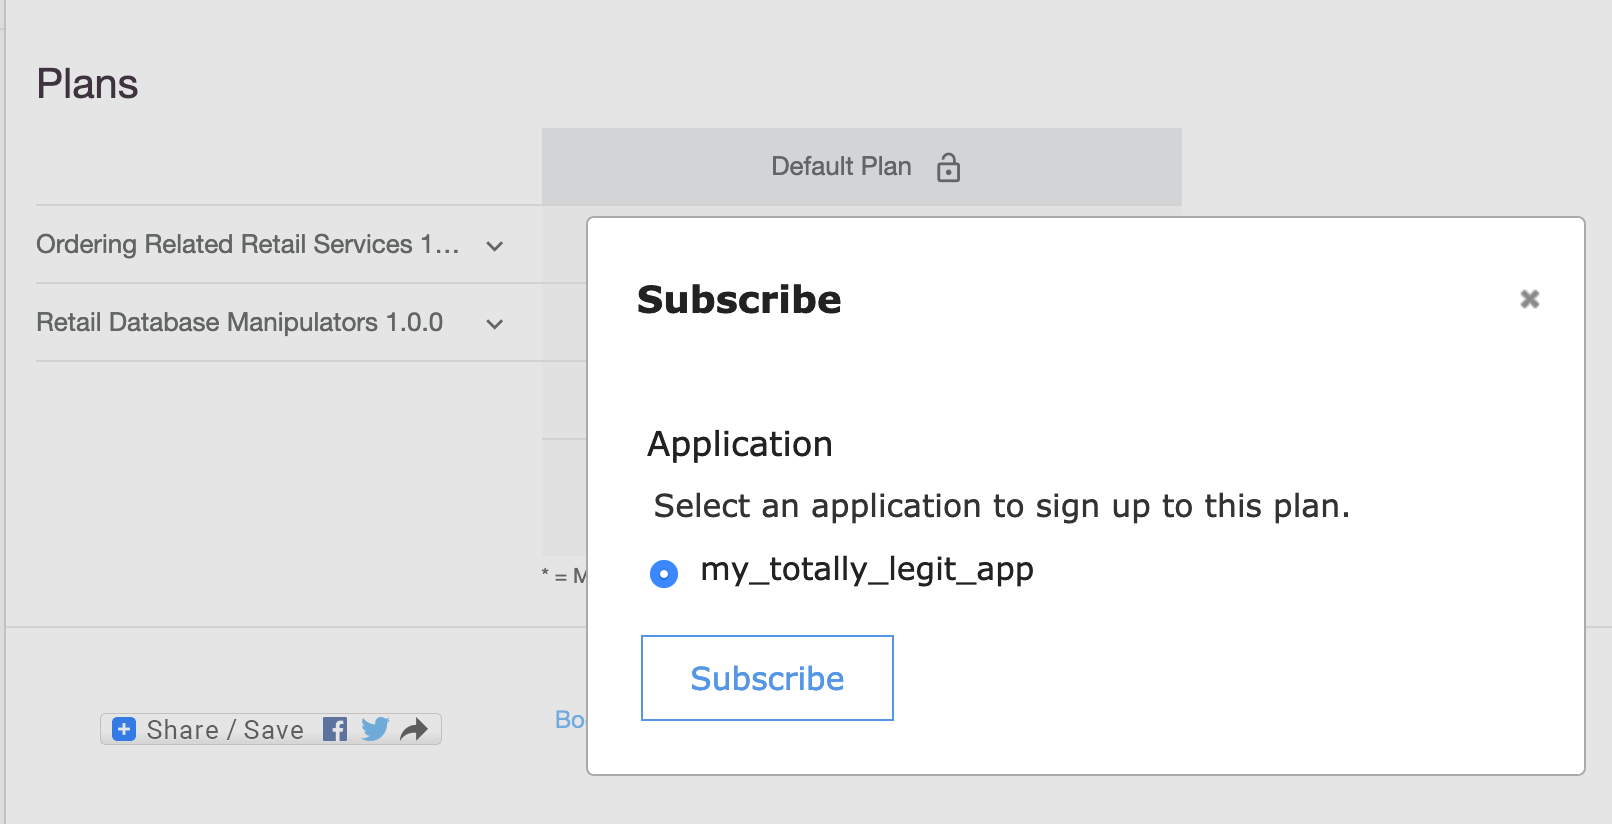 Plans
Default Plan
Ordering Related Retail Services 1...
Retail Database Manipulators 1.0.0
* = M
Subscribe
Application
Select an application to sign up to this plan.
my_totally_legit_app
Subscribe
Share / Save
Bo